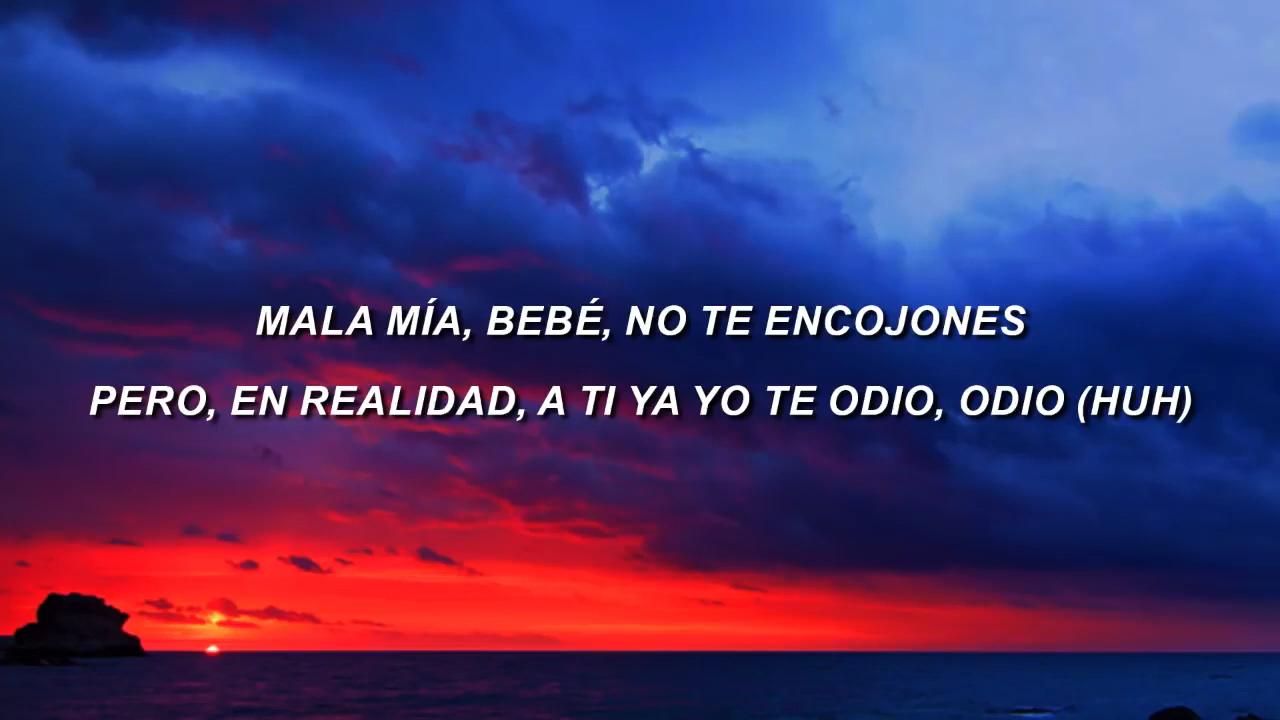 MALA MÍA, BEBÉ, NO TE ENCOJONES
PERO, EN REALIDAD, A TI YA YO TE ODIO, ODIO (HUH)